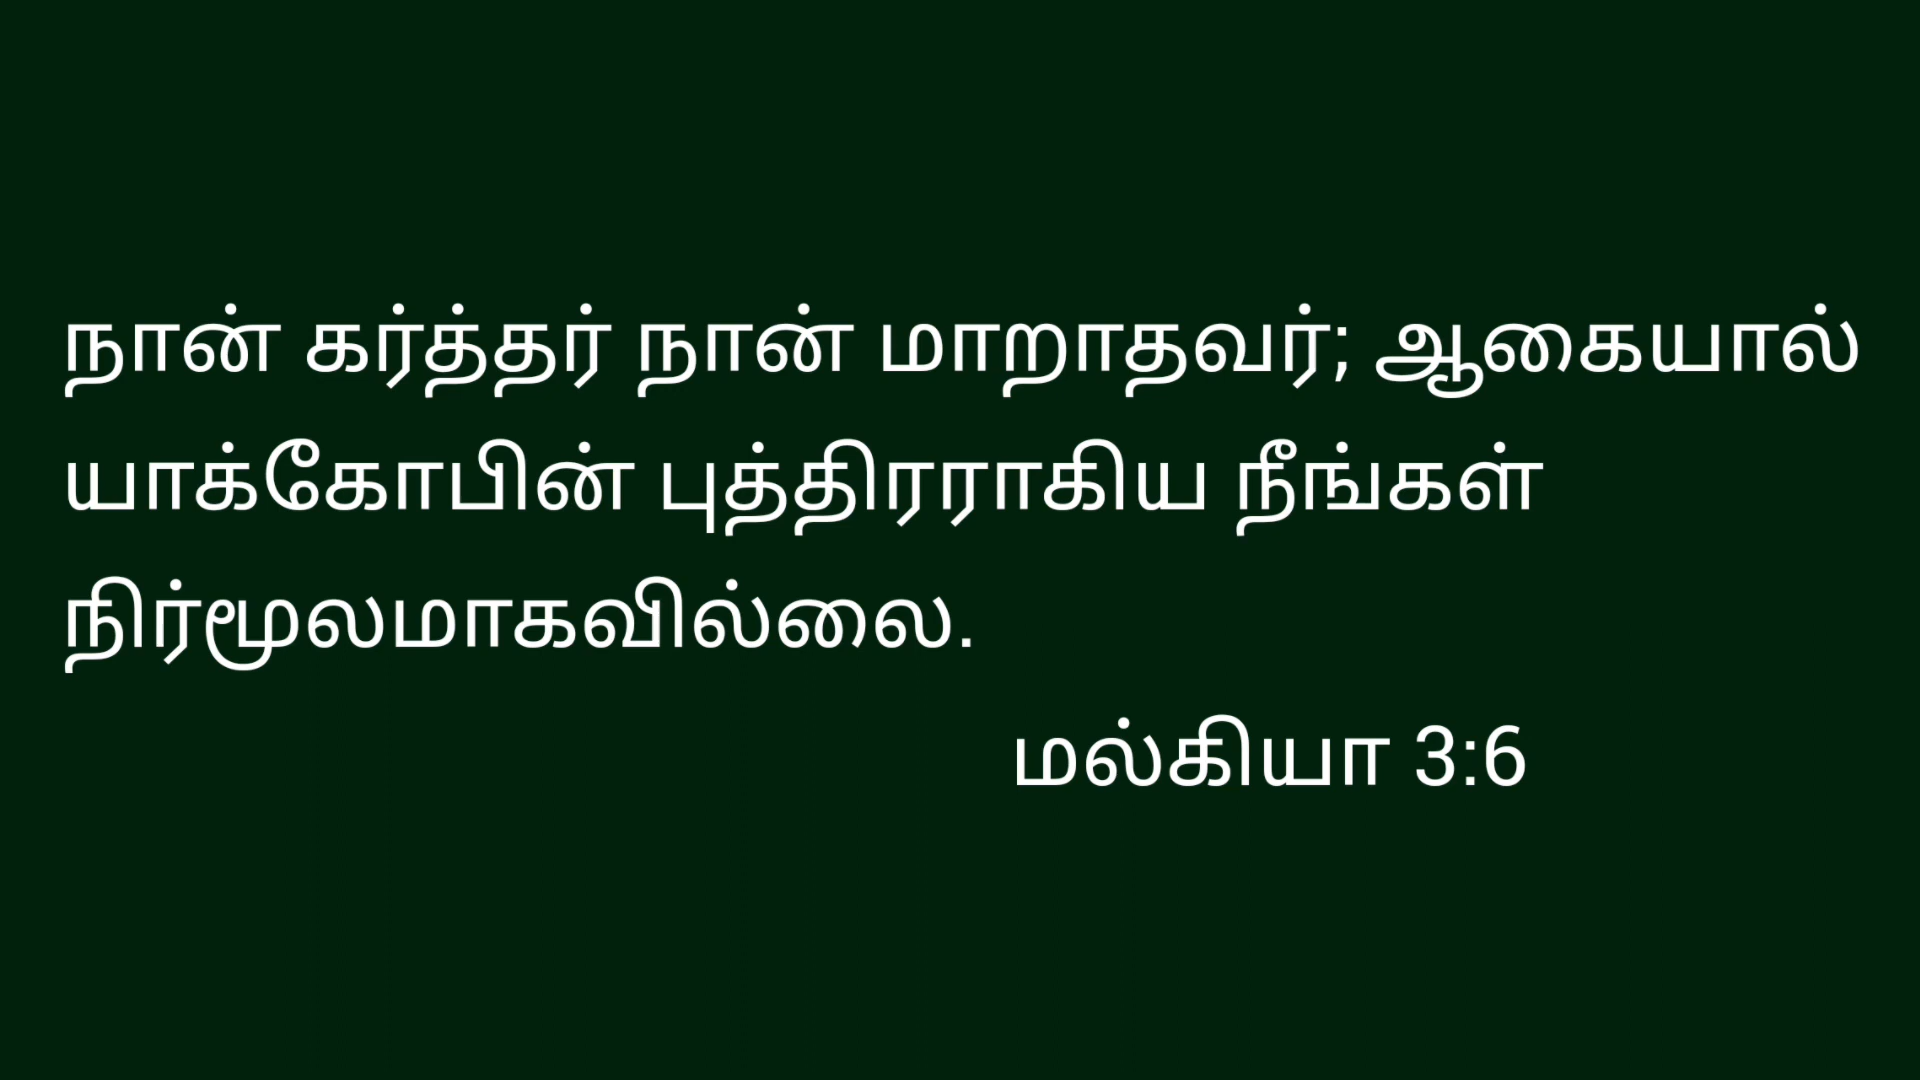 நான் கர்த்தர் நான் மாறாதவர்; ஆகையால்
யாக்கோபின் புத்திரராகிய நீங்கள்
நிர்மூலமாகவில்லை.
மல்கியா 3:6